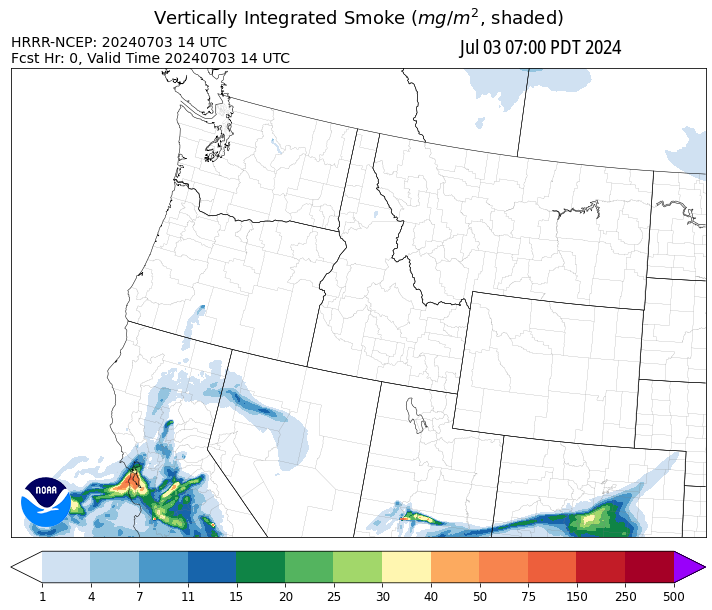 Vertically Integrated Smoke (mg/m², shaded)
HRRR-NCEP: 20240703 14 UTC
Fcst Hr: 0, Valid Time 20240703 14 UTC
Jul 03 07:00 PDT 2024
NOAA
1 4 7 11 15 20 25 30 40 50 75 150 250 500